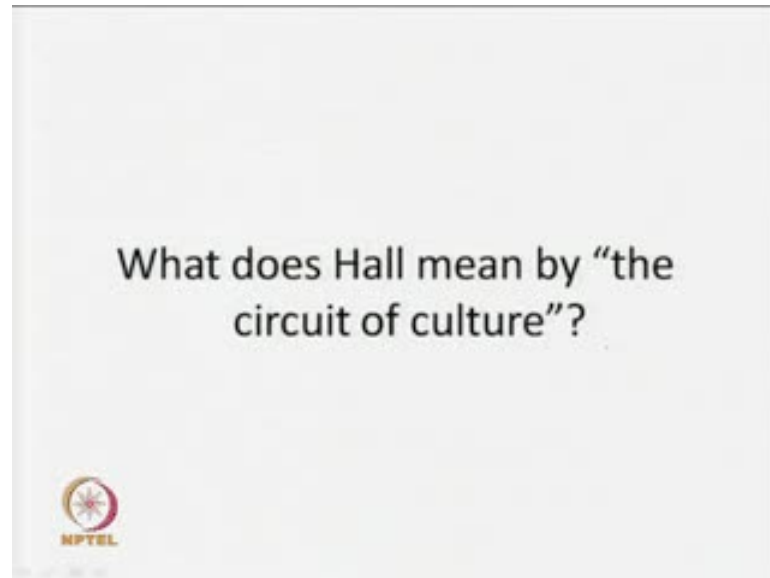 What does Hall mean by “the
circuit of culture”?
NPTEL